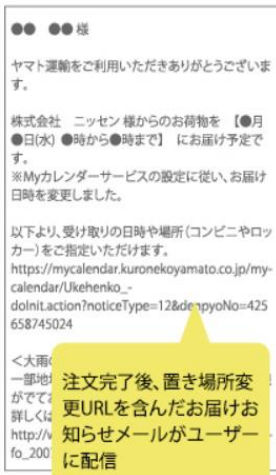 ●● ●● 様
ヤマト運輸をご利用いただきありがとうございま
す。
株式会社 ニッセン 様からのお荷物を 【●月
●日(水) ●時から●時まで】 にお届け予定で
す。
※Myカレンダーサービスの設定に従い、お届け
日時を変更しました。
以下より、受け取りの日時や場所（コンビニやロッ
カー）をご指定いただけます。
https://mycalendar.kuronekoyamato.co.jp/my-
calendar/Ukehenko_-
doInit.action?noticeType=12&denpyoNo=425
658745024
＜大雨
一部地
がでて
詳しくは
http://
fo_200
注文完了後、置き場所変
更URLを含んだお届けお
知らせメールがユーザー
に配信